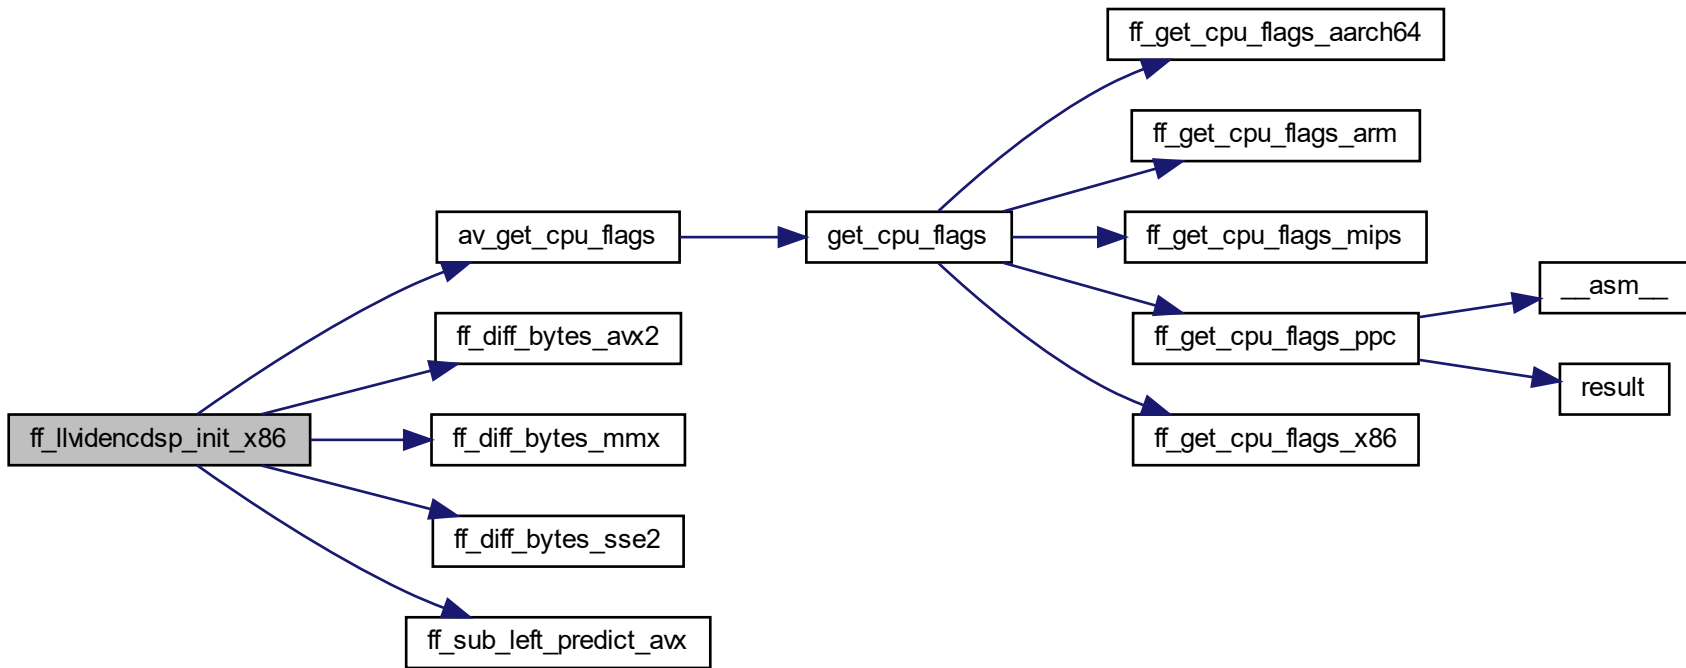 ff_get_cpu_flags_aarch64
ff_get_cpu_flags_arm
av_get_cpu_flags
get_cpu_flags
ff_get_cpu_flags_mips
__asm__
ff_diff_bytes_avx2
ff_get_cpu_flags_ppc
result
ff_llvidencdsp_init_x86
ff_diff_bytes_mmx
ff_get_cpu_flags_x86
ff_diff_bytes_sse2
ff_sub_left_predict_avx